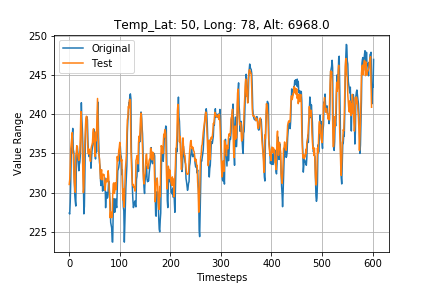 Temp_Lat: 50, Long: 78, Alt: 6968.0
Original
Test
Value Range
250
245
240
235
230
225
0 100 200 300 400 500 600
Timesteps